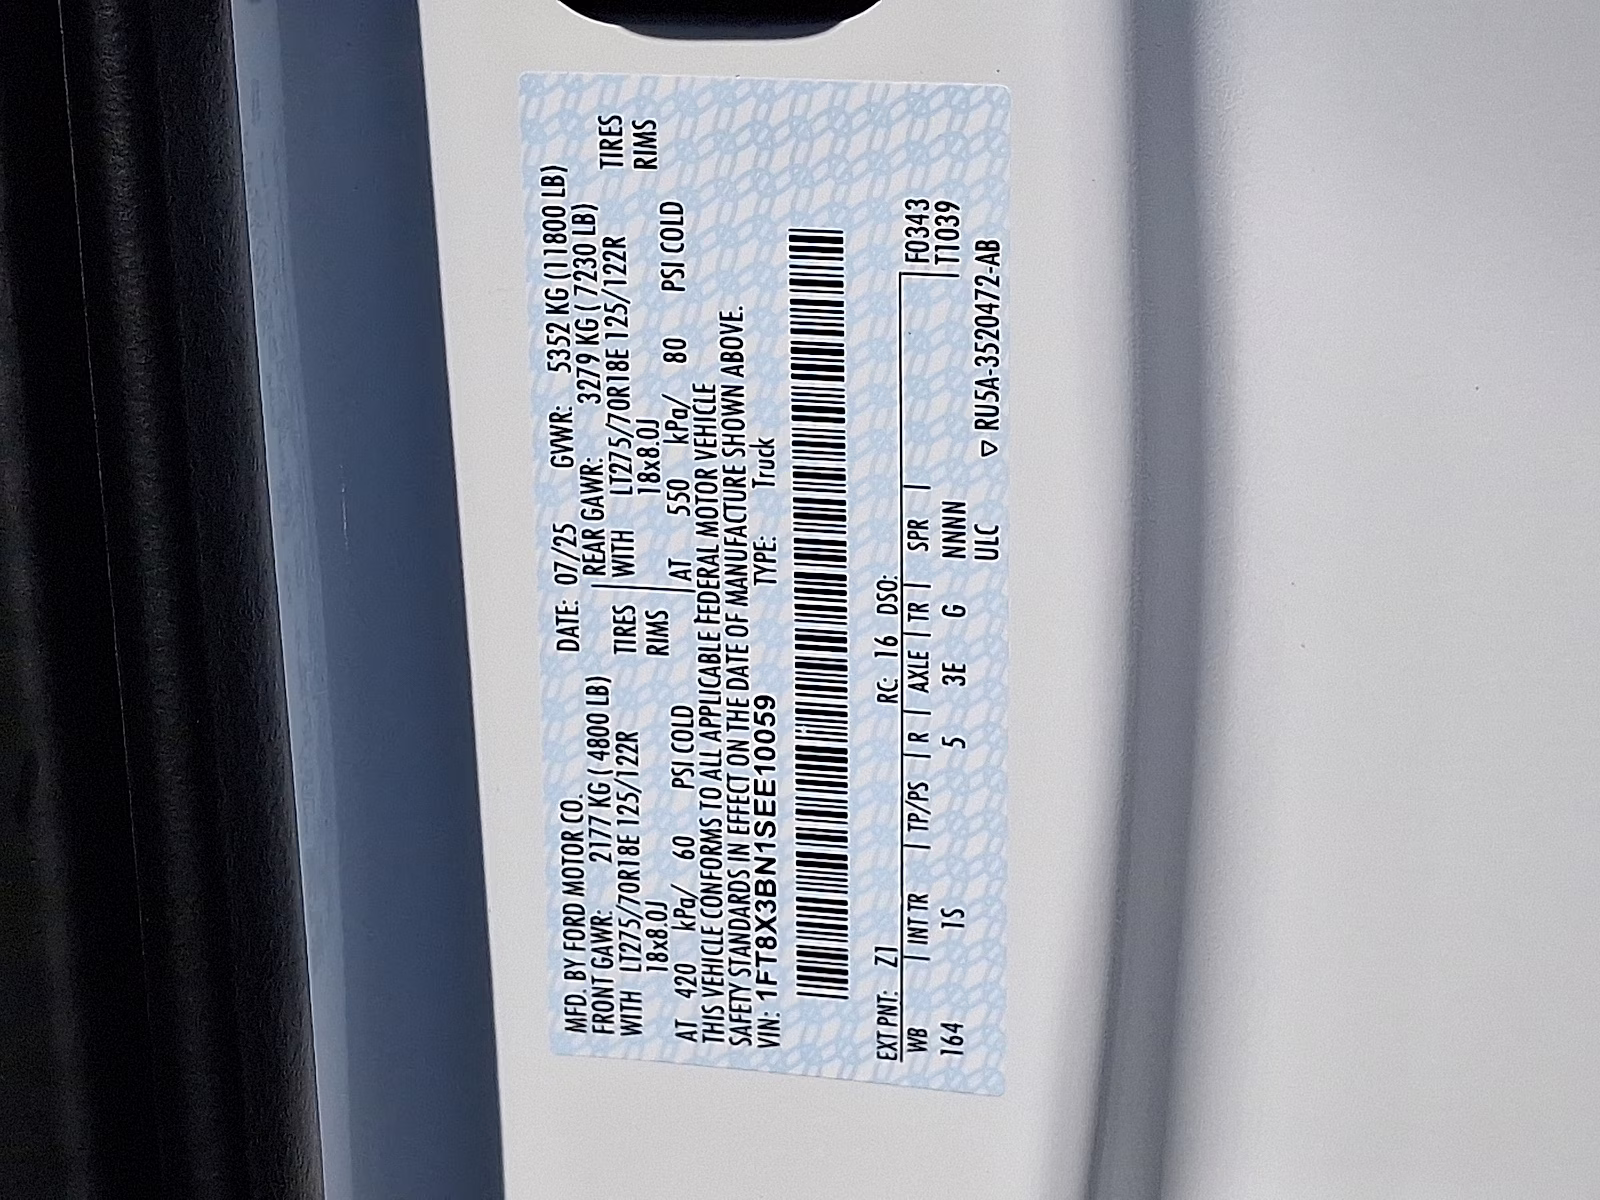 MFD. BY FORD MOTOR CO. DATE: 07/25 GVWR: 5352 KG (11800 LB)
FRONT GAWR: 2177 KG ( 4800 LB) REAR GAWR: 3279 KG ( 7230 LB)
WITH LT275/70R18E 125/122R TIRES WITH LT275/70R18E 125/122R TIRES
18x8.0J RIMS 18x8.0J RIMS
AT 420 kPa/ 60 PSI COLD AT 550 kPa/ 80 PSI COLD
THIS VEHICLE CONFORMS TO ALL APPLICABLE FEDERAL MOTOR VEHICLE
SAFETY STANDARDS IN EFFECT ON THE DATE OF MANUFACTURE SHOWN ABOVE.
VIN: 1FT8X3BN1SEE10059 TYPE: Truck
EXT PNT: Z1 RC: 16 DSO: F0343
WB | INT TR | TP/PS | R | AXLE | TR | SPR | T1039
164 1S 5 3E G NNNN
ULC ▽ RU5A-3520472-AB